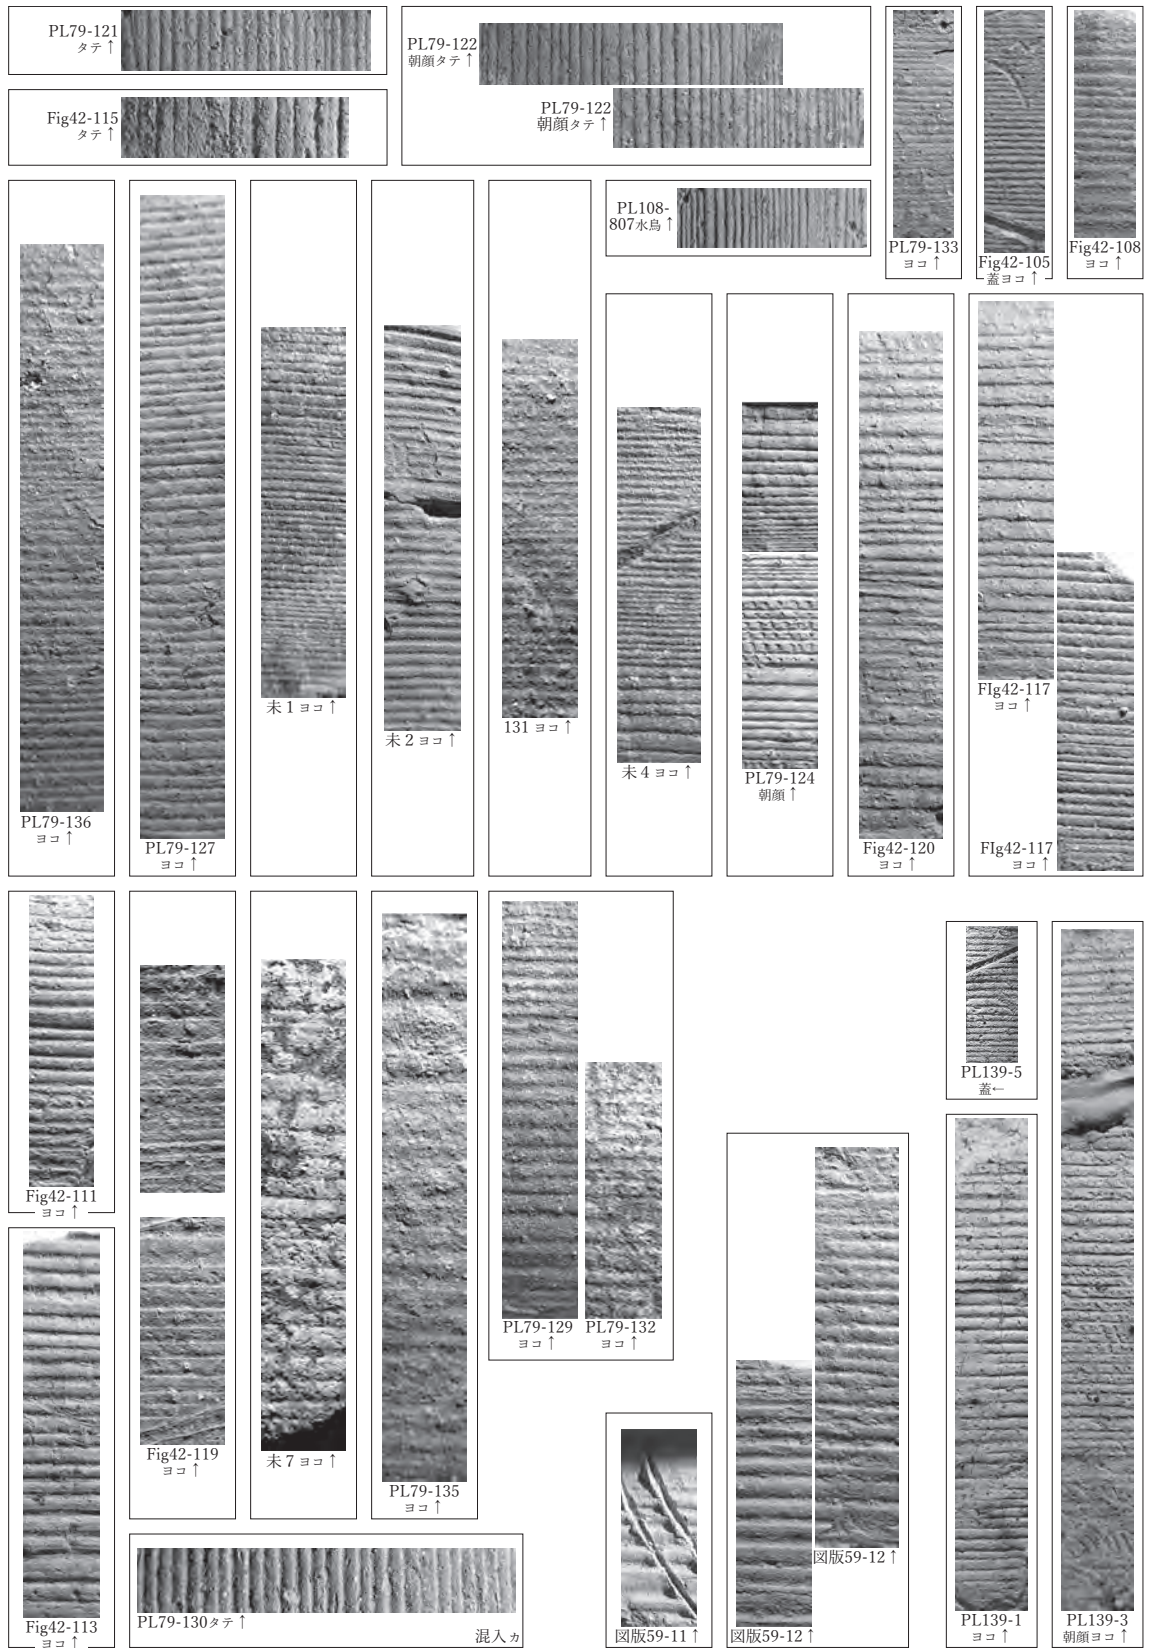 PL79-121
タテ↑
PL79-122
朝顔タテ↑
PL79-122
朝顔タテ↑
Fig42-115
タテ↑
PL108-
807水鳥↑
PL79-133
ヨコ↑
Fig42-105
蓋ヨコ↑
Fig42-108
ヨコ↑
PL79-136
ヨコ↑
PL79-127
ヨコ↑
未1ヨコ↑
未2ヨコ↑
131ヨコ↑
未4ヨコ↑
PL79-124
朝顔↑
Fig42-120
ヨコ↑
FIg42-117
ヨコ↑
FIg42-117
ヨコ↑
Fig42-111
ヨコ↑
Fig42-113
ヨコ↑
Fig42-119
ヨコ↑
未7ヨコ↑
PL79-135
ヨコ↑
PL79-129
ヨコ↑
PL79-132
ヨコ↑
PL79-130タテ↑
混入ヵ
図版59-11↑
図版59-12↑
図版59-12↑
PL139-5
蓋←
PL139-1
ヨコ↑
PL139-3
朝顔ヨコ↑